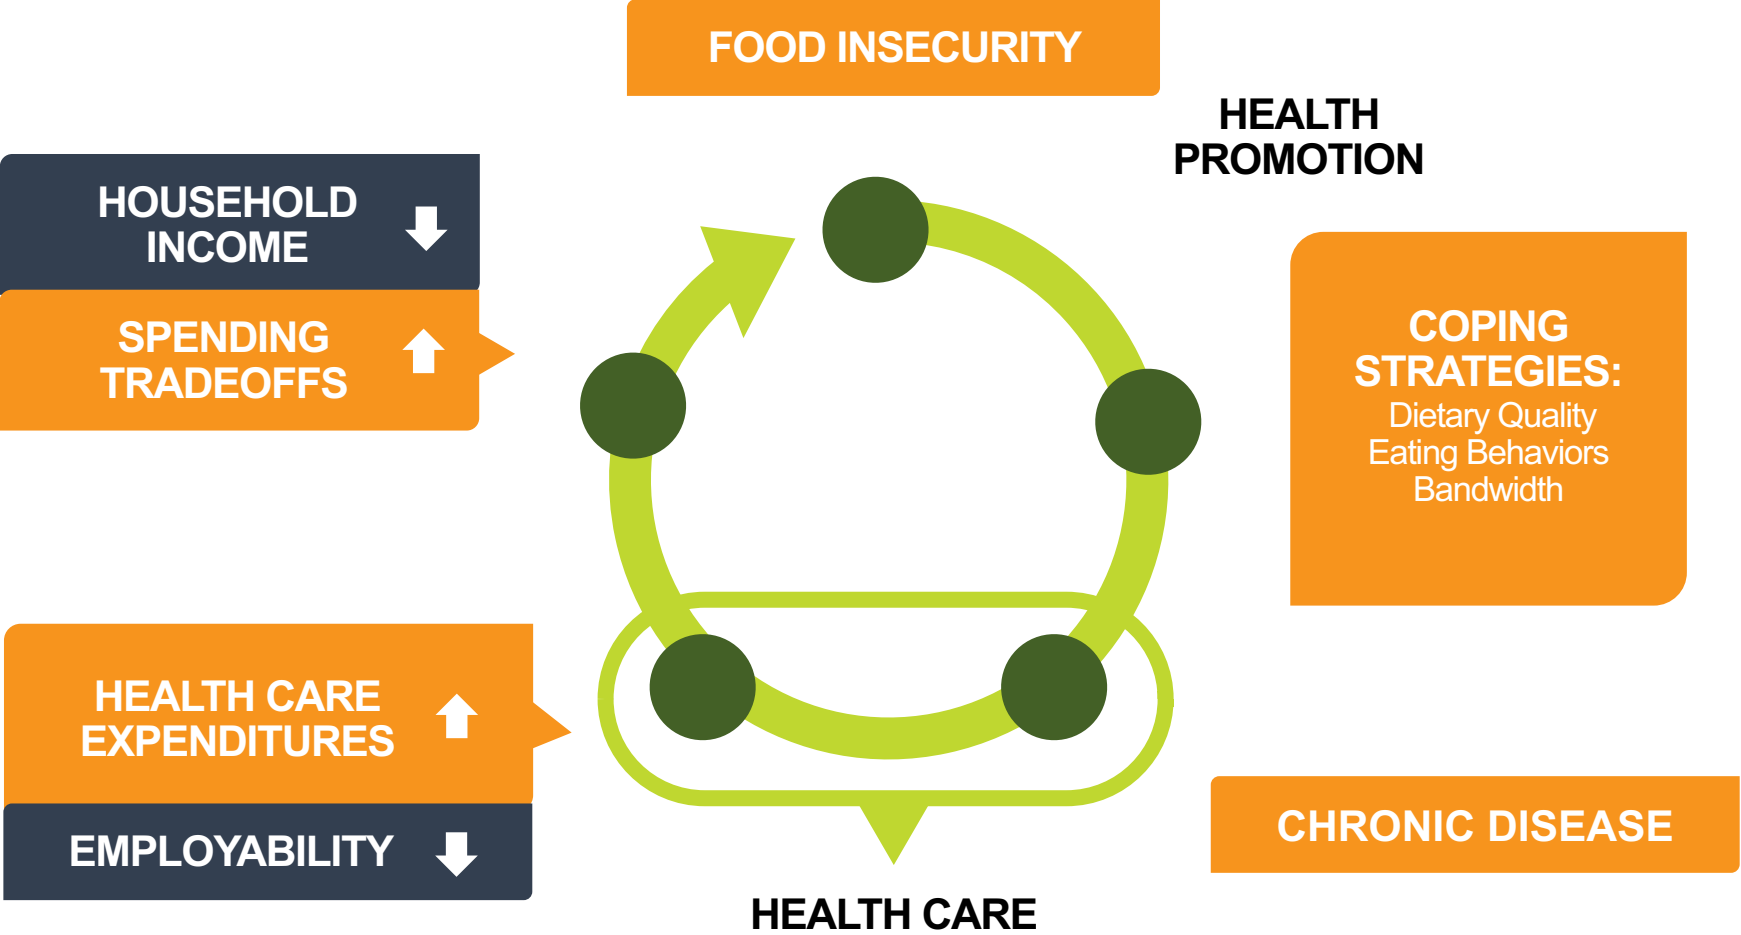 FOOD INSECURITY
HEALTH
PROMOTION
HOUSEHOLD
INCOME
SPENDING
TRADEOFFS
COPING
STRATEGIES:
Dietary Quality
Eating Behaviors
Bandwidth
HEALTH CARE
EXPENDITURES
EMPLOYABILITY
CHRONIC DISEASE
HEALTH CARE